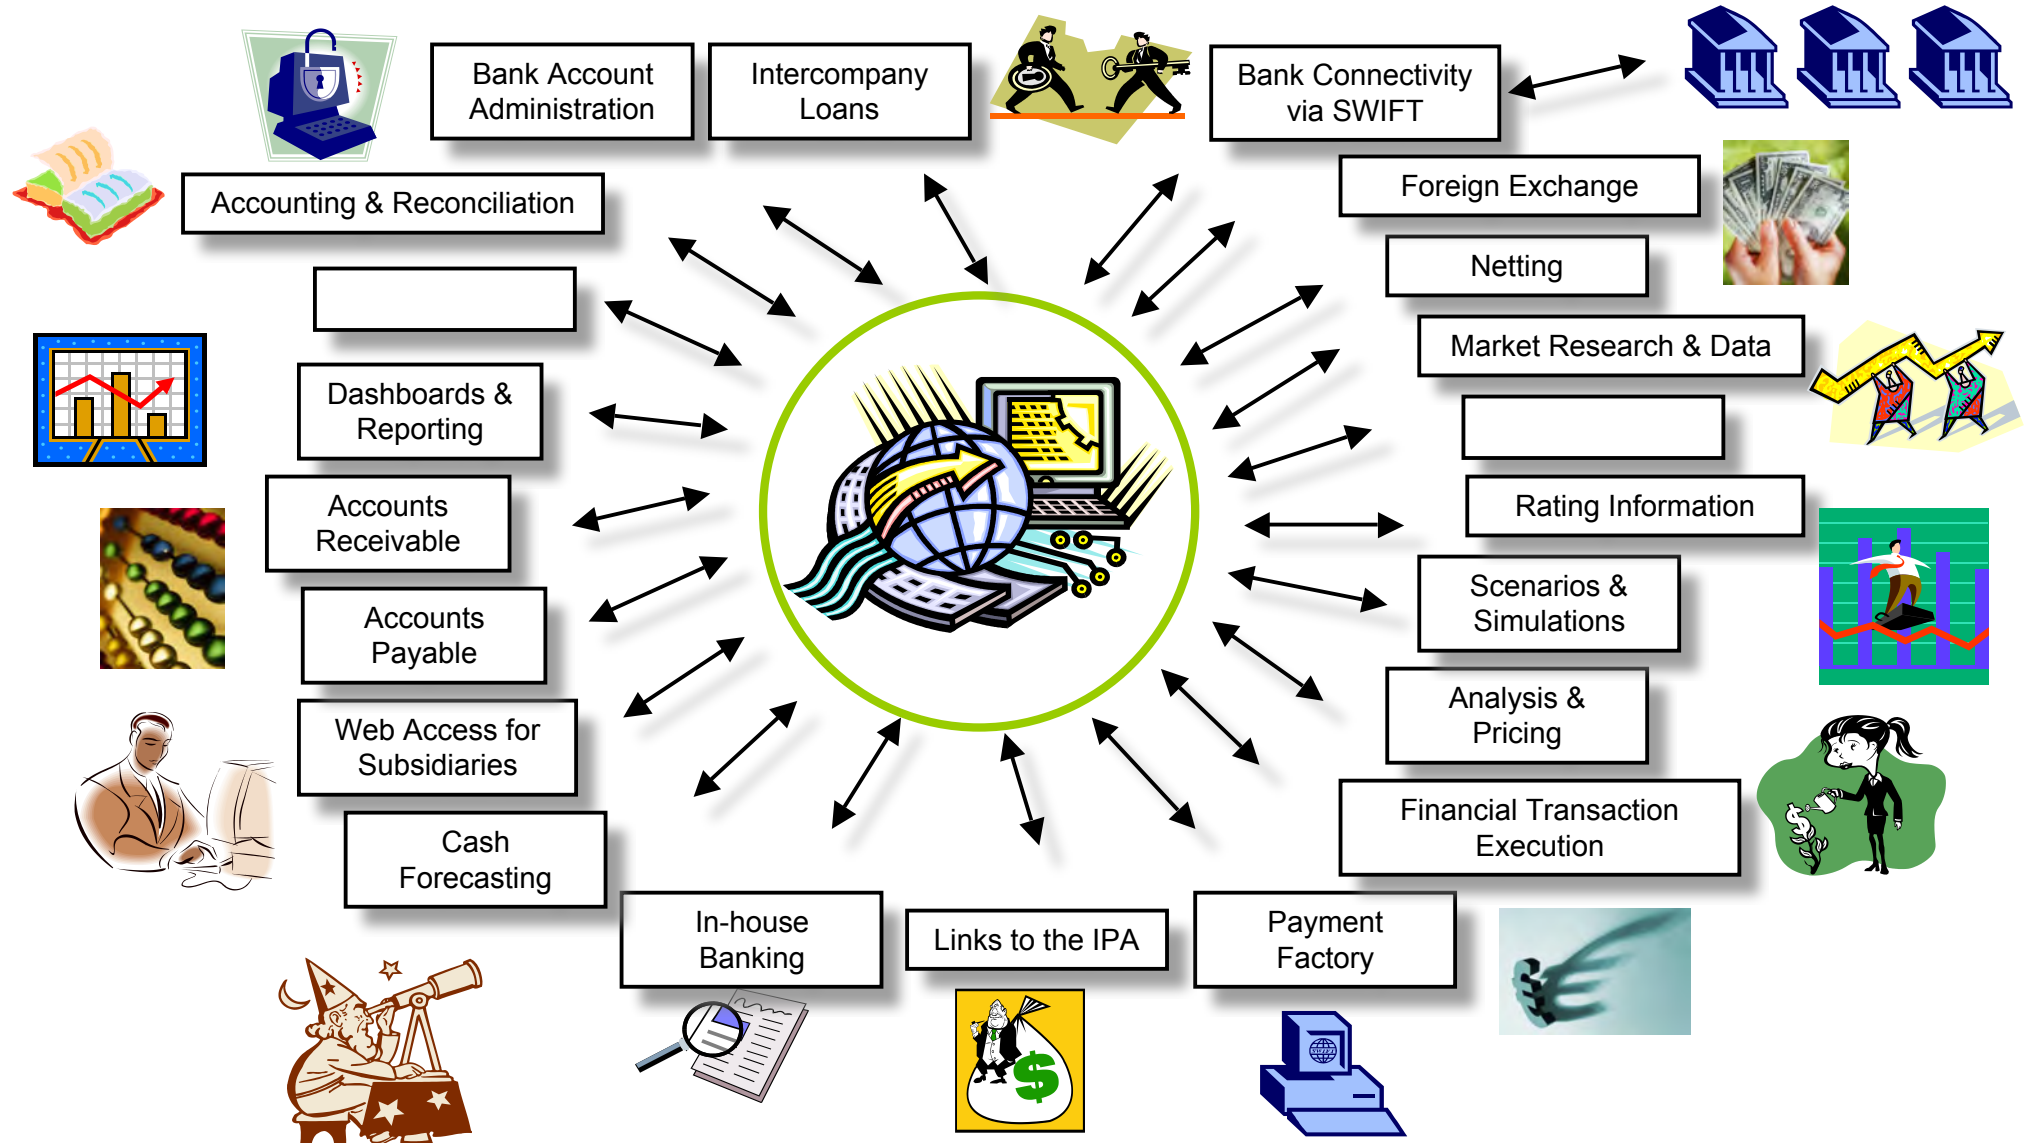 Bank Account
Administration
Intercompany
Loans
Bank Connectivity
via SWIFT
Accounting & Reconciliation
Foreign Exchange
Netting
Market Research & Data
Dashboards &
Reporting
Accounts
Receivable
Rating Information
Accounts
Payable
Scenarios &
Simulations
Web Access for
Subsidiaries
Analysis &
Pricing
Cash
Forecasting
Financial Transaction
Execution
In-house
Banking
Links to the IPA
Payment
Factory
$
$
SWIFT